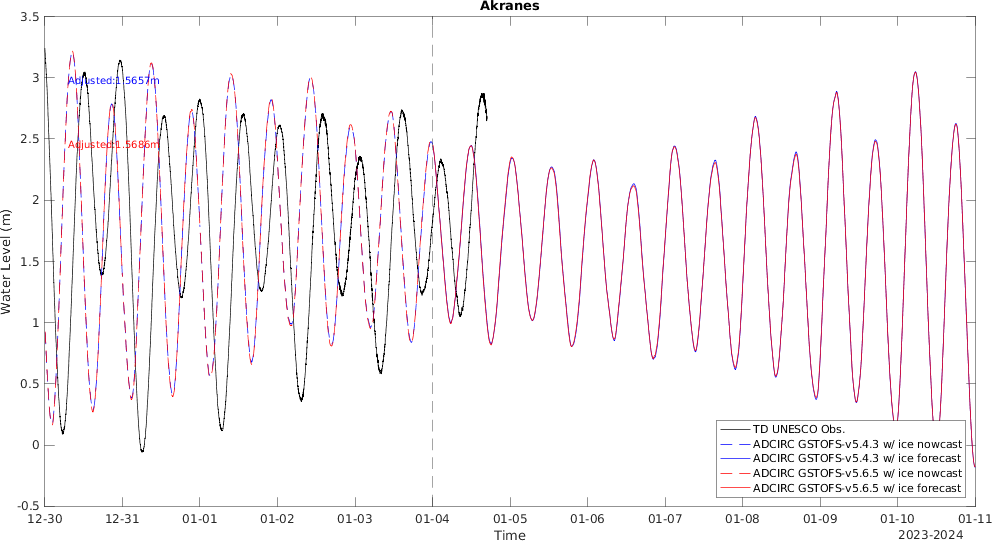 Akranes
3.5
3
2.5
2
1.5
1
0.5
0
-0.5
Water Level (m)
Adjusted:1.5657m
Adjusted:1.5686m
TD UNESCO Obs.
ADCIRC GSTOFS-v5.4.3 w/ ice nowcast
ADCIRC GSTOFS-v5.4.3 w/ ice forecast
ADCIRC GSTOFS-v5.6.5 w/ ice nowcast
ADCIRC GSTOFS-v5.6.5 w/ ice forecast
12-30 12-31 01-01 01-02 01-03 01-04 01-05 01-06 01-07 01-08 01-09 01-10 01-11
Time
2023-2024